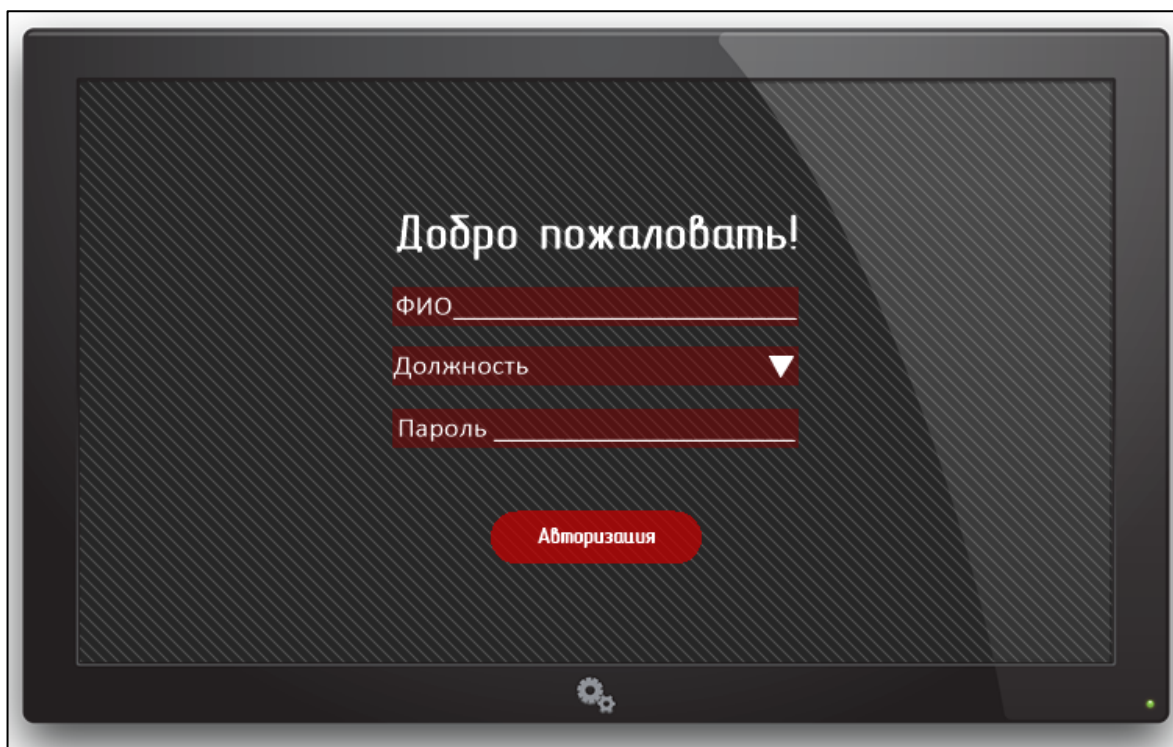 Добро пожаловать!
ФИО
Должность
Пароль
Авторизация